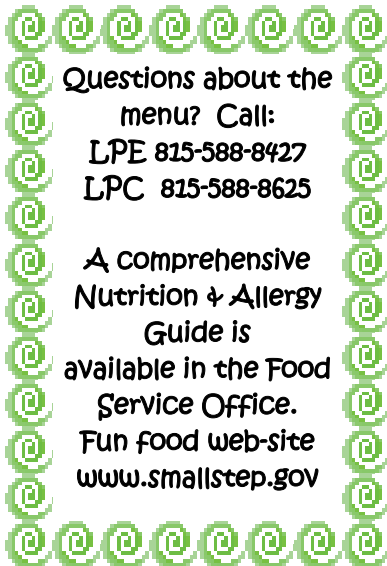 Questions about the
menu?  Call:
LPE 815-588-8427
LPC  815-588-8625
A comprehensive
Nutrition & Allergy
Guide is
available in the Food
Service Office.
Fun food web-site
www.smallstep.gov